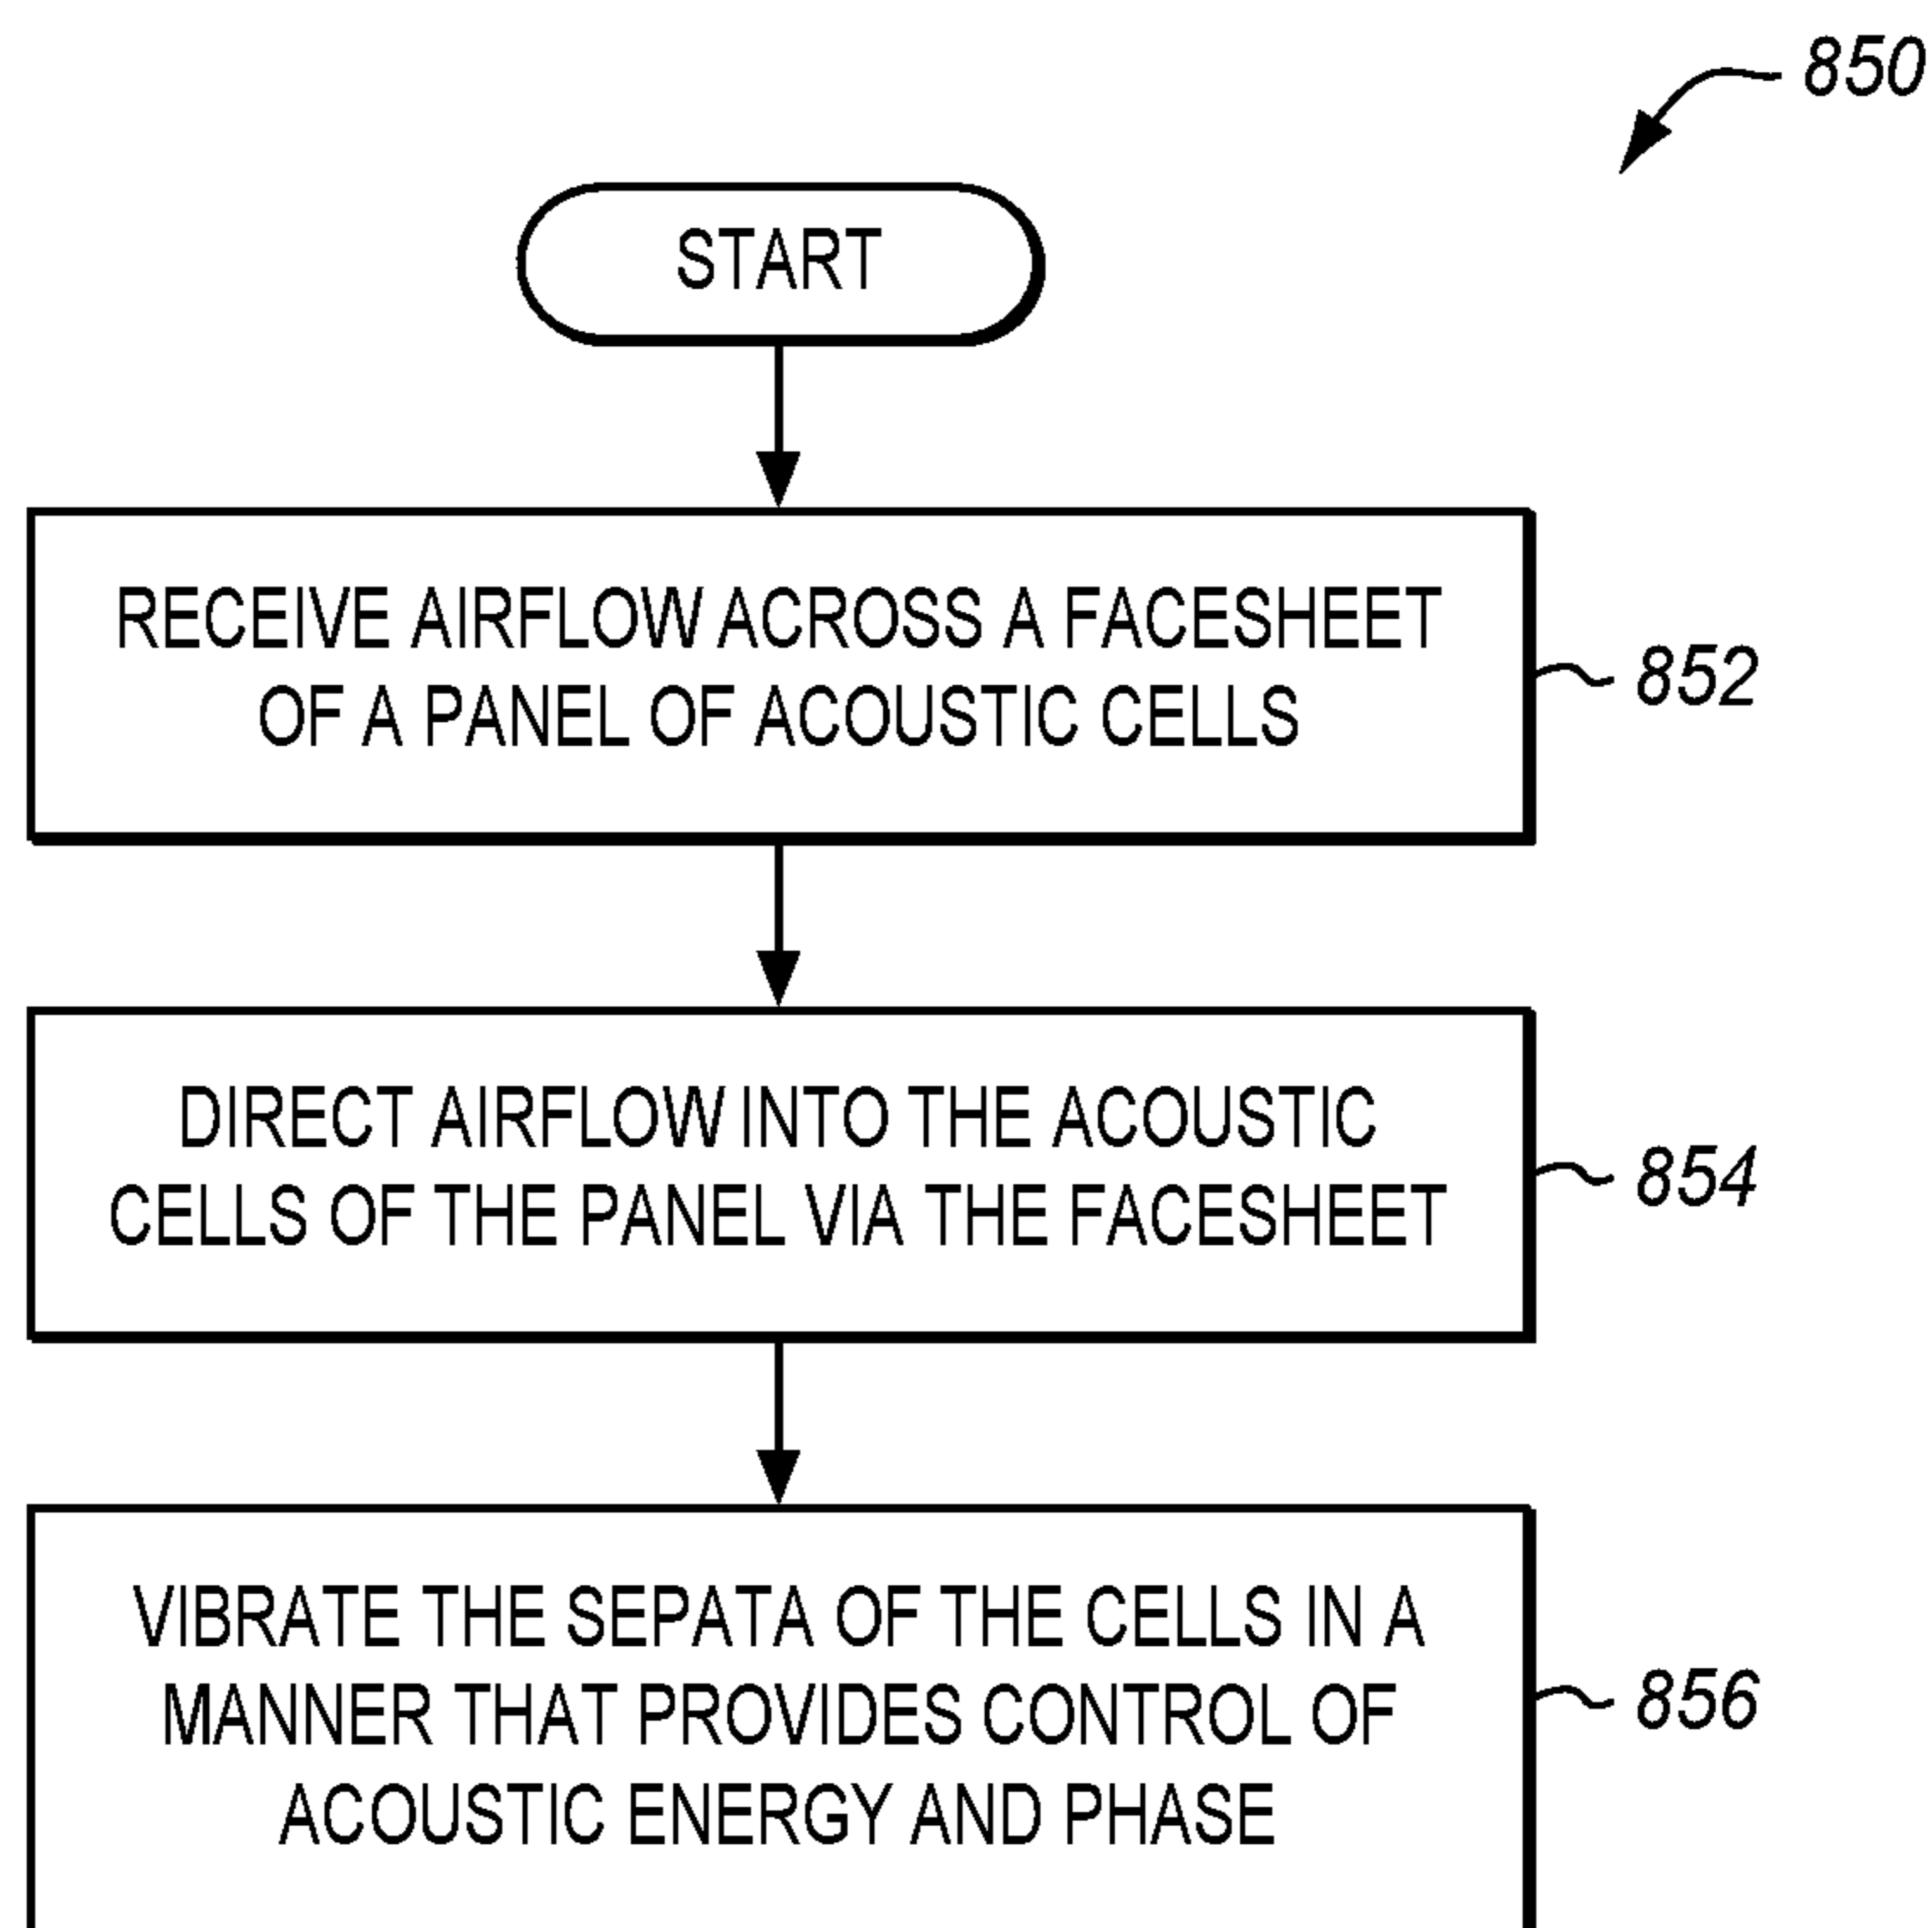 850
START
RECEIVE AIRFLOW ACROSS A FACESHEET
OF A PANEL OF ACOUSTIC CELLS
852
DIRECT AIRFLOW INTO THE ACOUSTIC
CELLS OF THE PANEL VIA THE FACESHEET
854
VIBRATE THE SEPATA OF THE CELLS IN A
MANNER THAT PROVIDES CONTROL OF
ACOUSTIC ENERGY AND PHASE
856